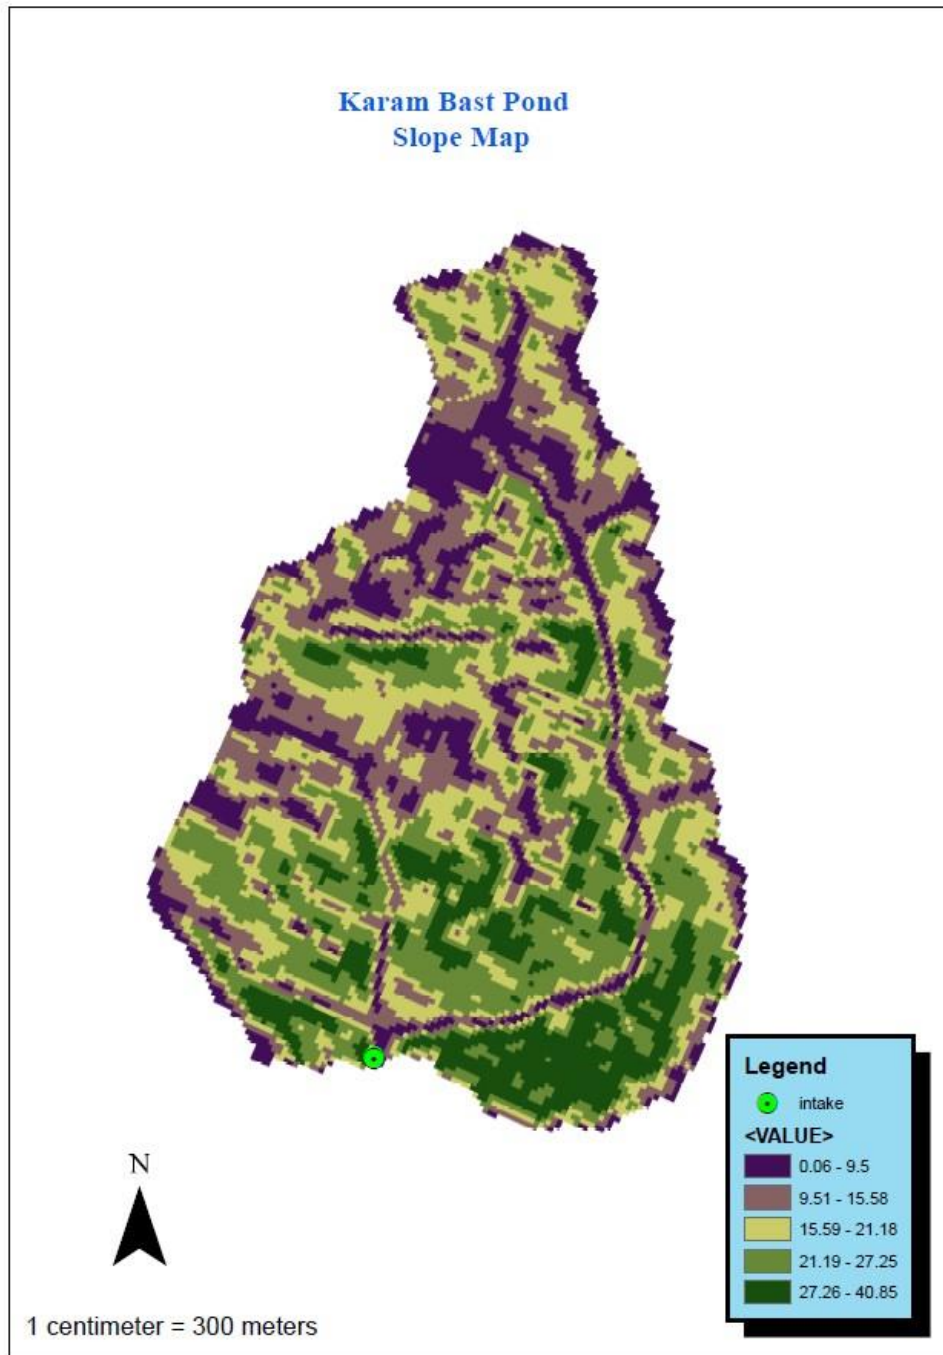 Karam Bast Pond
Slope Map
Legend
intake
<VALUE>
0.06 - 9.5
9.51 - 15.58
15.59 - 21.18
21.19 - 27.25
27.26 - 40.85
N
1 centimeter = 300 meters